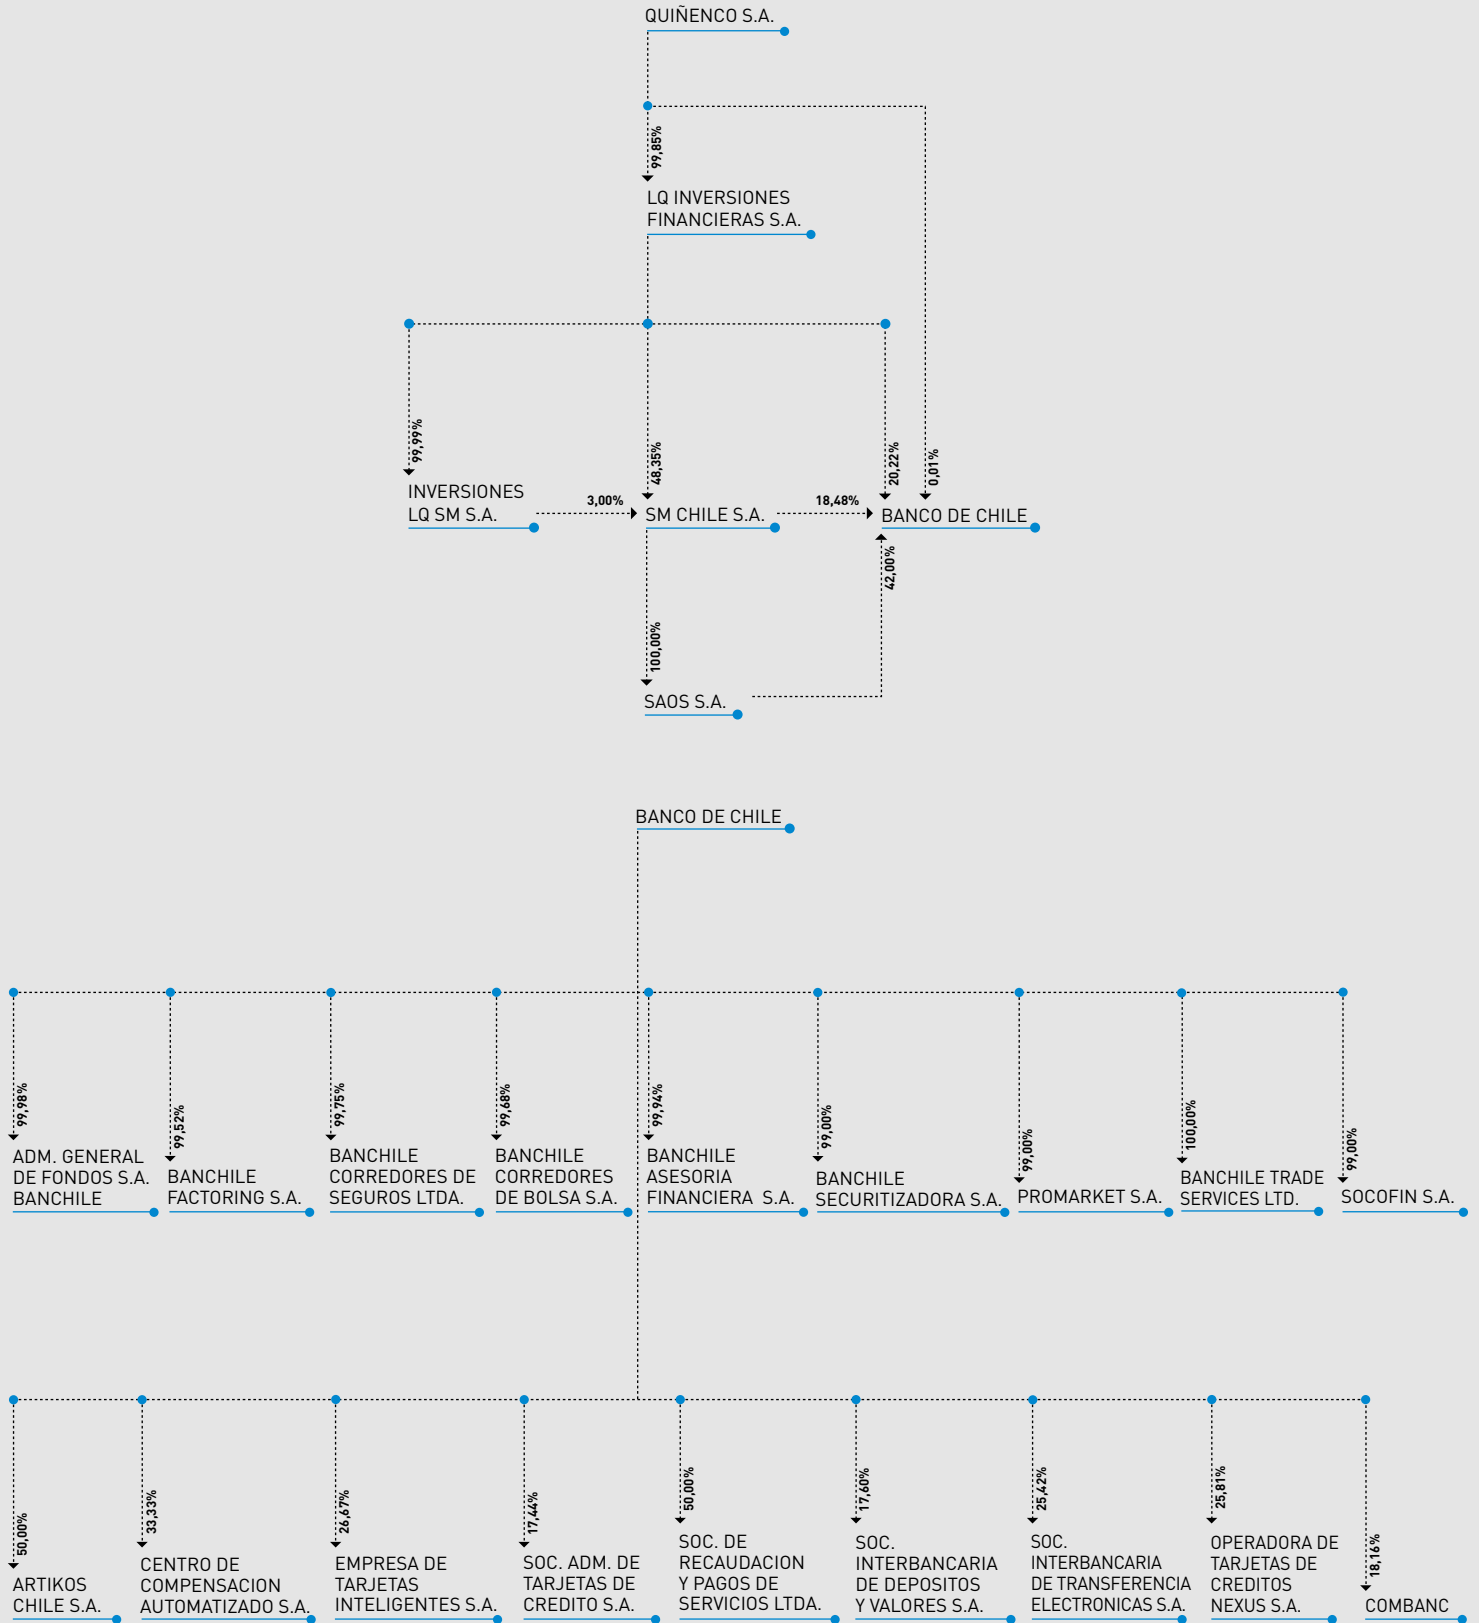 QUIÑENCO S.A.
99,85%
LQ INVERSIONES
FINANCIERAS S.A.
99,99%
48,35%
20,22%
0,01%
INVERSIONES
LQ SM S.A.
3,00%
SM CHILE S.A.
18,48%
BANCO DE CHILE
42,00%
100,00%
SAOS S.A.
BANCO DE CHILE
99,98%
ADM. GENERAL
DE FONDOS S.A.
BANCHILE
99,52%
BANCHILE
FACTORING S.A.
99,75%
BANCHILE
CORREDORES DE
SEGUROS LTDA.
99,68%
BANCHILE
CORREDORES
DE BOLSA S.A.
99,94%
BANCHILE
ASESORIA
FINANCIERA S.A.
99,00%
BANCHILE
SECURITIZADORA S.A.
99,00%
PROMARKET S.A.
100,00%
BANCHILE TRADE
SERVICES LTD.
99,00%
SOCOFIN S.A.
50,00%
ARTIKOS
CHILE S.A.
33,33%
CENTRO DE
COMPENSACION
AUTOMATIZADO S.A.
26,67%
EMPRESA DE
TARJETAS
INTELIGENTES S.A.
17,44%
SOC. ADM. DE
TARJETAS DE
CREDITO S.A.
50,00%
SOC. DE
RECAUDACION
Y PAGOS DE
SERVICIOS LTDA.
17,60%
SOC.
INTERBANCARIA
DE DEPOSITOS
Y VALORES S.A.
25,42%
SOC.
INTERBANCARIA
DE TRANSFERENCIA
ELECTRONICAS S.A.
25,81%
OPERADORA DE
TARJETAS DE
CREDITOS
NEXUS S.A.
18,16%
COMBANC